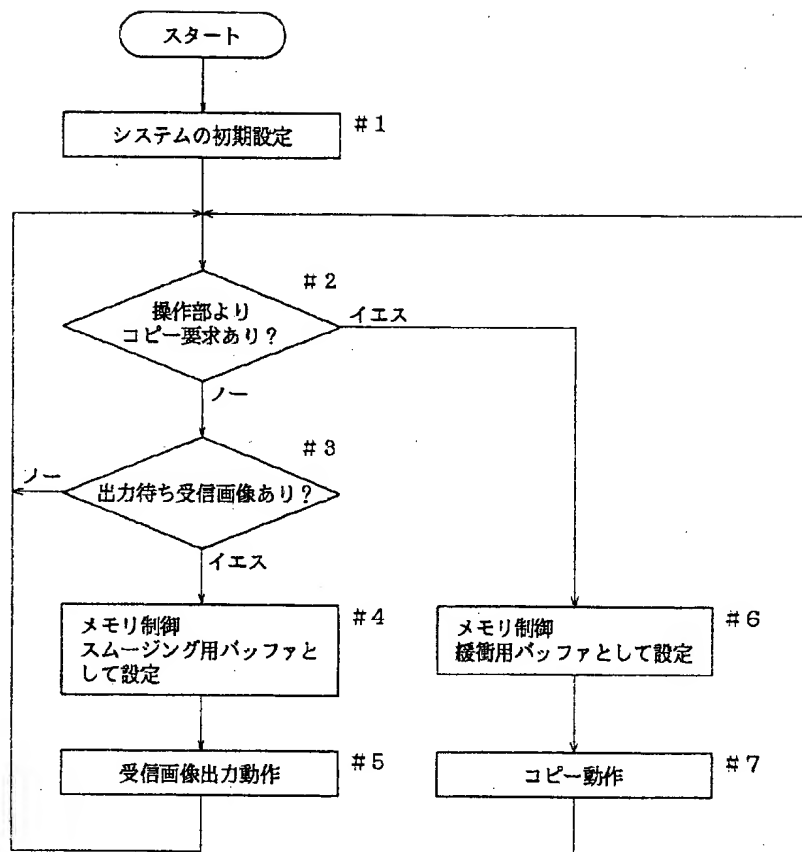 スタート
システムの初期設定
#1
#2
操作部より
コピー要求あり?
イエス
ノー
#3
ノー
出力待ち受信画像あり?
イエス
#4
メモリ制御
スムージング用バッファと
して設定
#6
メモリ制御
緩衝用バッファとして設定
#5
受信画像出力動作
#7
コピー動作